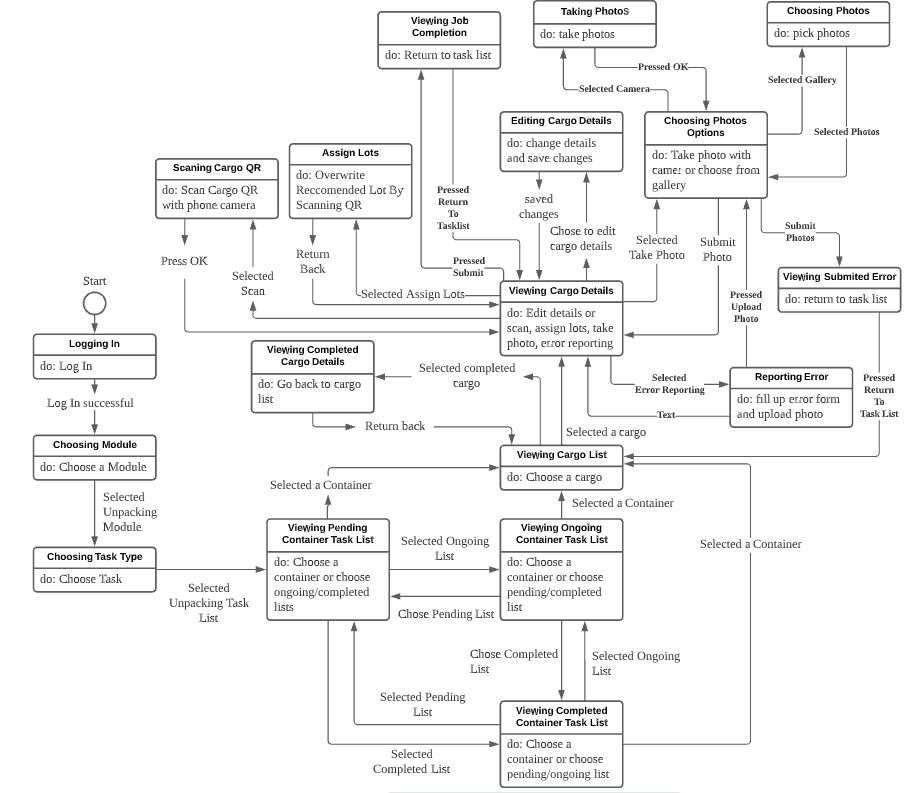 Viewing Job
Completion
do: Return to task list
Taking Photos
do: take photos
Choosing Photos
do: pick photos
Pressed OK
Selected Camera
Selected Gallery
Selected Photos
Editing Cargo Details
do: change details
and save changes
Choosing Photos
Options
do: Take photo with
camer or choose from
gallery
Scaning Cargo QR
do: Scan Cargo QR
with phone camera
Assign Lots
do: Overwrite
Reccomended Lot By
Scanning QR
Pressed
Return
To
Tasklist
saved
changes
Chose to edit
cargo details
Selected
Take Photo
Submit
Photo
Submit
Photos
Press OK
Selected
Scan
Return
Back
Selected Assign Lots
Pressed
Submit
Viewing Submited Error
do: return to task list
Start
Viewing Cargo Details
do: Edit details or
scan, assign lots, take
photo, error reporting
Pressed
Upload
Photo
Logging In
do: Log In
Viewing Completed
Cargo Details
do: Go back to cargo
list
Selected completed
cargo
Selected
Error Reporting
Reporting Error
do: fill up error form
and upload photo
Pressed
Return
To
Task List
Text
Log In successful
Return back
Selected a cargo
Choosing Module
do: Choose a Module
Viewing Cargo List
do: Choose a cargo
Selected
Unpacking
Module
Selected a Container
Selected a Container
Selected a Container
Choosing Task Type
do: Choose Task
Selected
Unpacking Task
List
Viewing Pending
Container Task List
do: Choose a
container or choose
ongoing/completed
lists
Selected Ongoing
List
Chose Pending List
Viewing Ongoing
Container Task List
do: Choose a
container or choose
pending/completed
list
Chose Completed
List
Selected Ongoing
List
Selected Pending
List
Selected
Completed List
Viewing Completed
Container Task List
do: Choose a
container or choose
pending/ongoing list